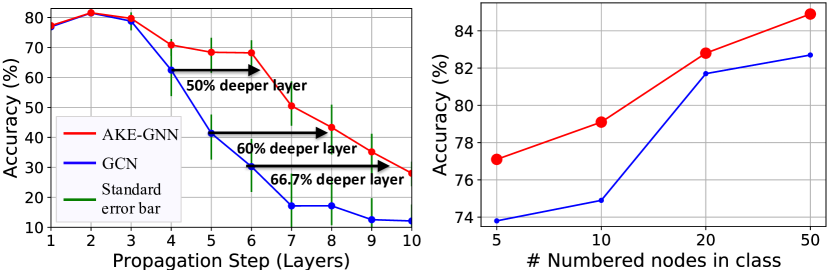 80
70
60
50
40
30
20
10
Accuracy (%)
50% deeper layer
60% deeper layer
66.7% deeper layer
AKE-GNN
GCN
Standard
error bar
1 2 3 4 5 6 7 8 9 10
Propagation Step (Layers)
84
82
80
78
76
74
Accuracy (%)
5 10 20 50
# Numbered nodes in class